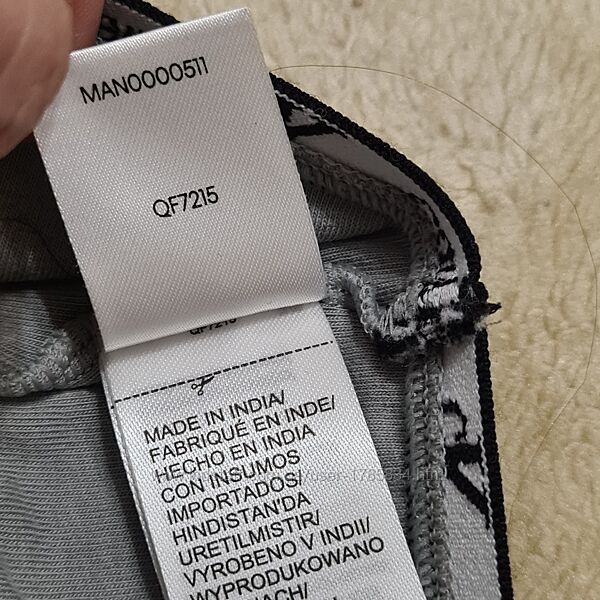 MAN0000511
QF7215
MADE IN INDIA/
FABRIQUÉ EN INDE/
HECHO EN INDIA
CON INSUMOS
IMPORTADOS/
HINDISTAN'DA
URETILMISTIR/
VYROBENO V INDII/
WYPRODUKOWANO